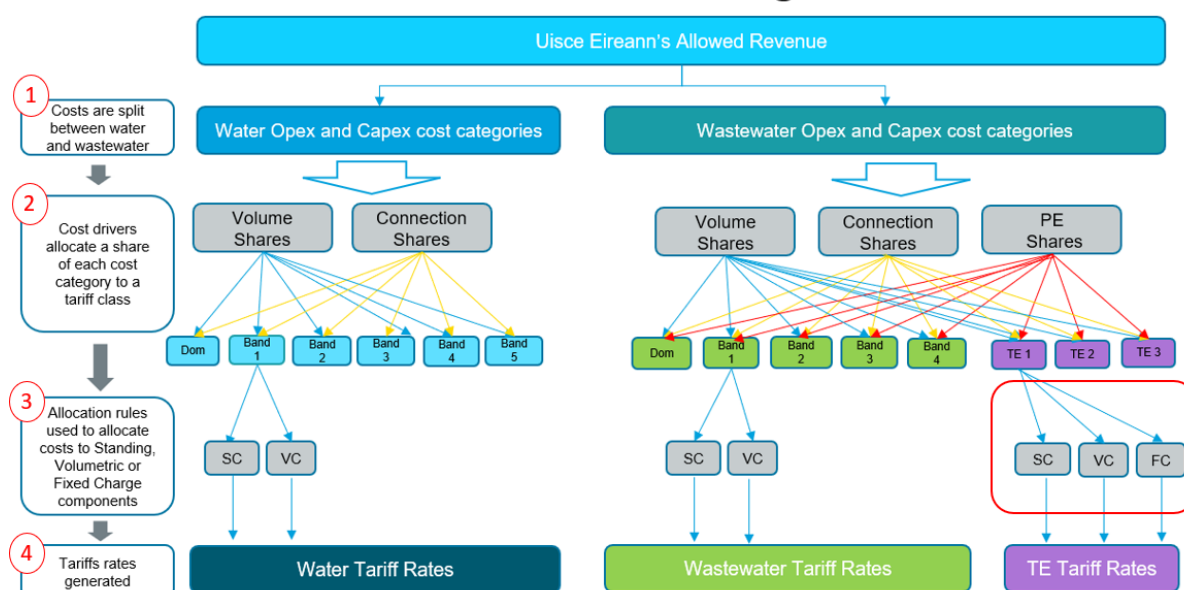 Uisce Eireann's Allowed Revenue
1
Costs are split
between water
and wastewater
Water Opex and Capex cost categories
Wastewater Opex and Capex cost categories
2
Cost drivers
allocate a share
of each cost
category to a
tariff class
Volume
Shares
Connection
Shares
Volume
Shares
Connection
Shares
PE
Shares
Dom
Band
1
Band
2
Band
3
Band
4
Band
5
Dom
Band
1
Band
2
Band
3
Band
4
TE 1
TE 2
TE 3
3
Allocation rules
used to allocate
costs to Standing,
Volumetric or
Fixed Charge
components
SC
VC
SC
VC
SC
VC
FC
4
Tariffs rates
generated
Water Tariff Rates
Wastewater Tariff Rates
TE Tariff Rates